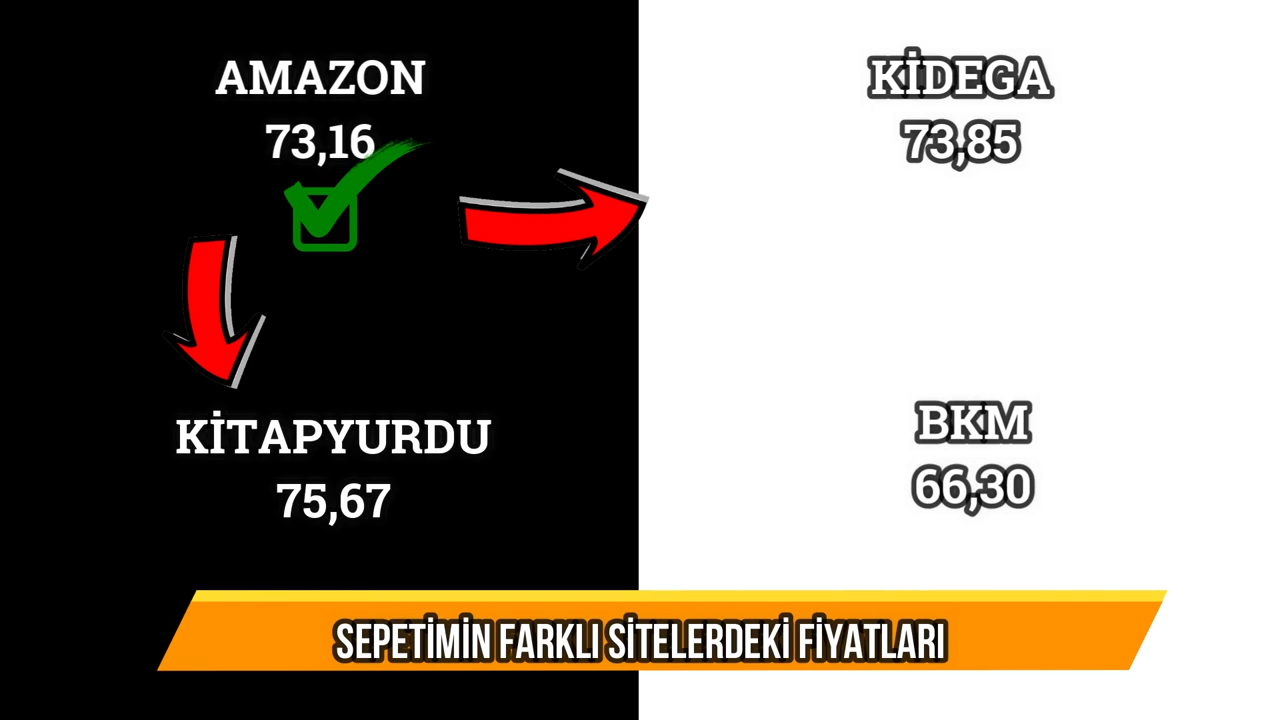 AMAZON
73,16
KİDEGA
73,85
KİTAPYURDU
75,67
BKM
66,30
SEPETİMİN FARKLI SİTELERDEKİ FİYATLARI